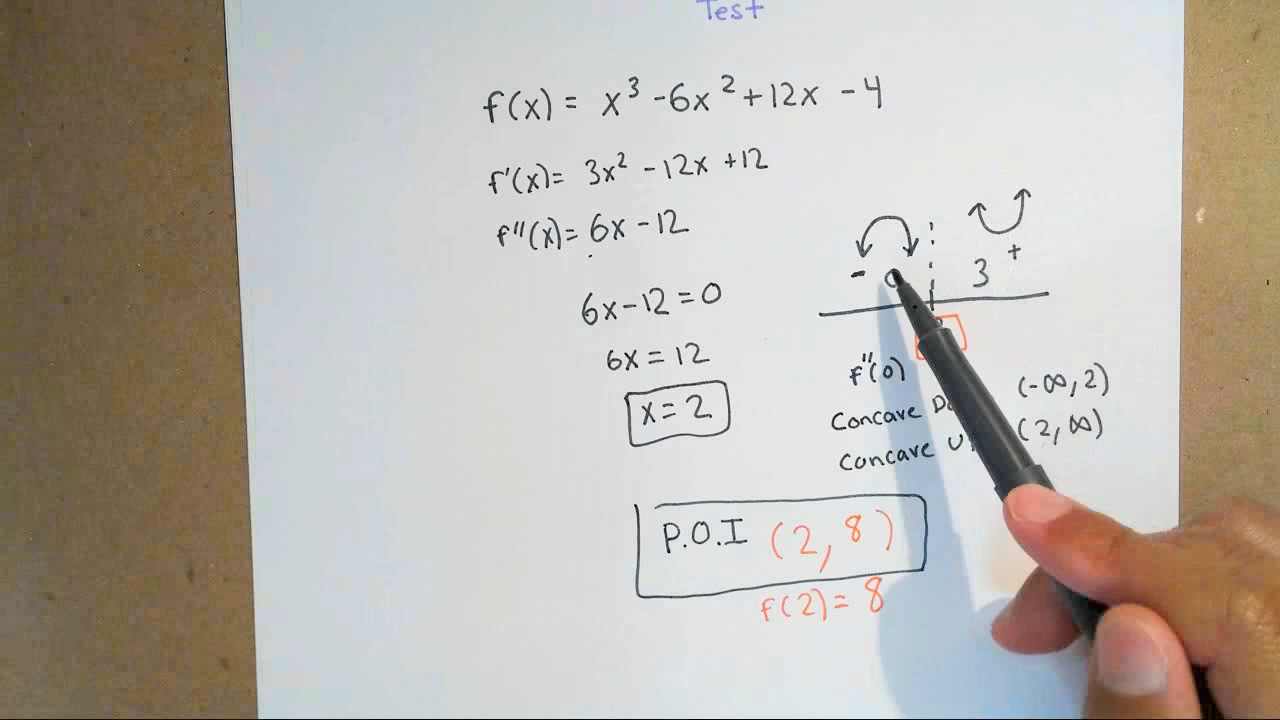 Test
f(x) = x³ -6x² +12x -4
f'(x)= 3x² -12x +12
f''(x)= 6x -12
- 0 3 +
6x-12 = 0
6x = 12
x = 2
f''(0)
Concave (-∞, 2)
Concave (2, ∞)
P.O.I (2, 8)
f(2) = 8